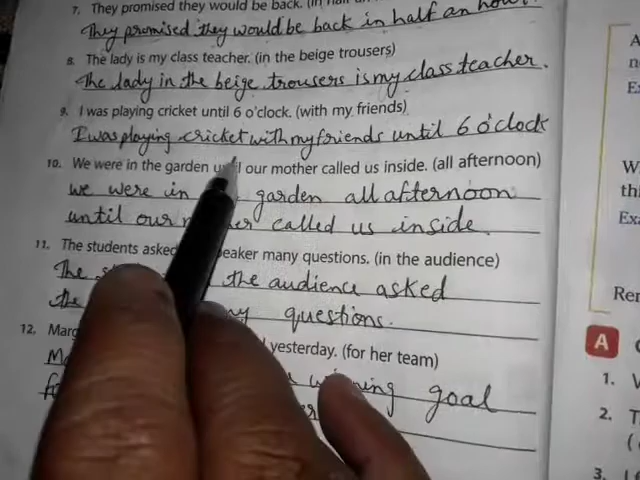 7. They promised they would be back. (in half an
They promised they would be back in half an hour.
8. The lady is my class teacher. (in the beige trousers)
The lady in the beige trousers is my class teacher.
9. I was playing cricket until 6 o'clock. (with my friends)
I was playing cricket with my friends until 6 o'clock
10. We were in the garden until our mother called us inside. (all afternoon)
We were in garden all afternoon
until our called us inside.
11. The students asked speaker many questions. (in the audience)
The the audience asked
the questions.
12. yesterday. (for her team)
winning goal
A
1.
2.
3.